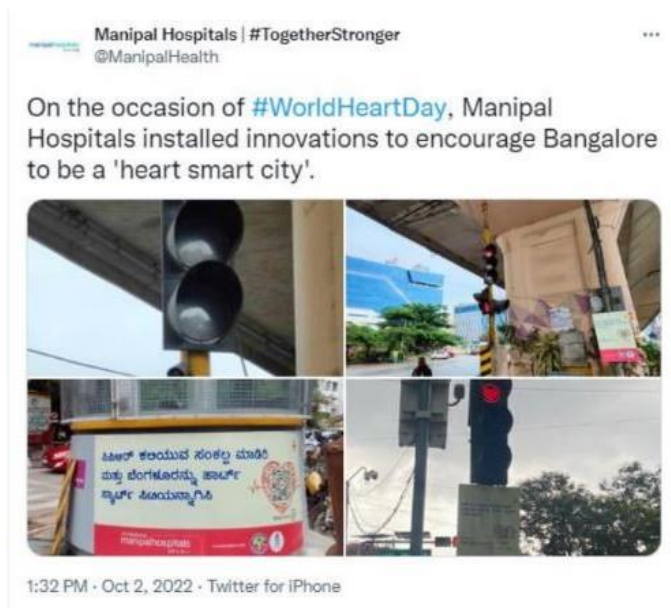 Manipal Hospitals | #TogetherStronger
@ManipalHealth
On the occasion of #WorldHeartDay, Manipal
Hospitals installed innovations to encourage Bangalore
to be a 'heart smart city'.
ಸಿಪಿಆರ್ ಕಲಿಯುವ ಸಂಕಲ್ಪ ಮಾಡಿರಿ
ಮತ್ತು ಬೆಂಗಳೂರನ್ನು ಹಾರ್ಟ್
ಸ್ಮಾರ್ಟ್ ಸಿಟಿಯನ್ನಾಗಿಸಿ
manipalhospitals
1:32 PM · Oct 2, 2022 · Twitter for iPhone